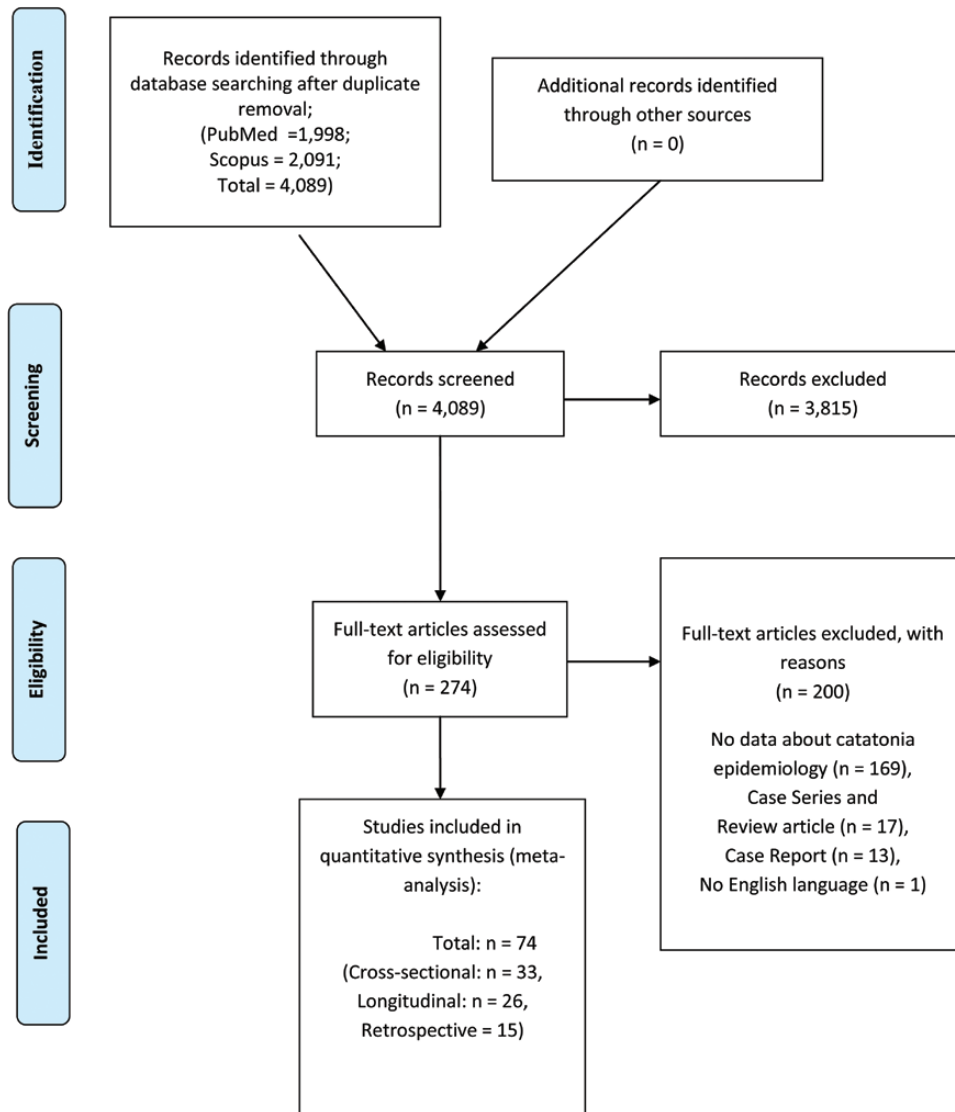 Identification
Records identified through
database searching after duplicate
removal;
(PubMed =1,998;
Scopus = 2,091;
Total = 4,089)
Additional records identified
through other sources
(n = 0)
Screening
Records screened
(n = 4,089)
Records excluded
(n = 3,815)
Eligibility
Full-text articles assessed
for eligibility
(n = 274)
Full-text articles excluded, with
reasons
(n = 200)
No data about catatonia
epidemiology (n = 169),
Case Series and
Review article (n = 17),
Case Report (n = 13),
No English language (n = 1)
Included
Studies included in
quantitative synthesis (meta-
analysis):
Total: n = 74
(Cross-sectional: n = 33,
Longitudinal: n = 26,
Retrospective = 15)